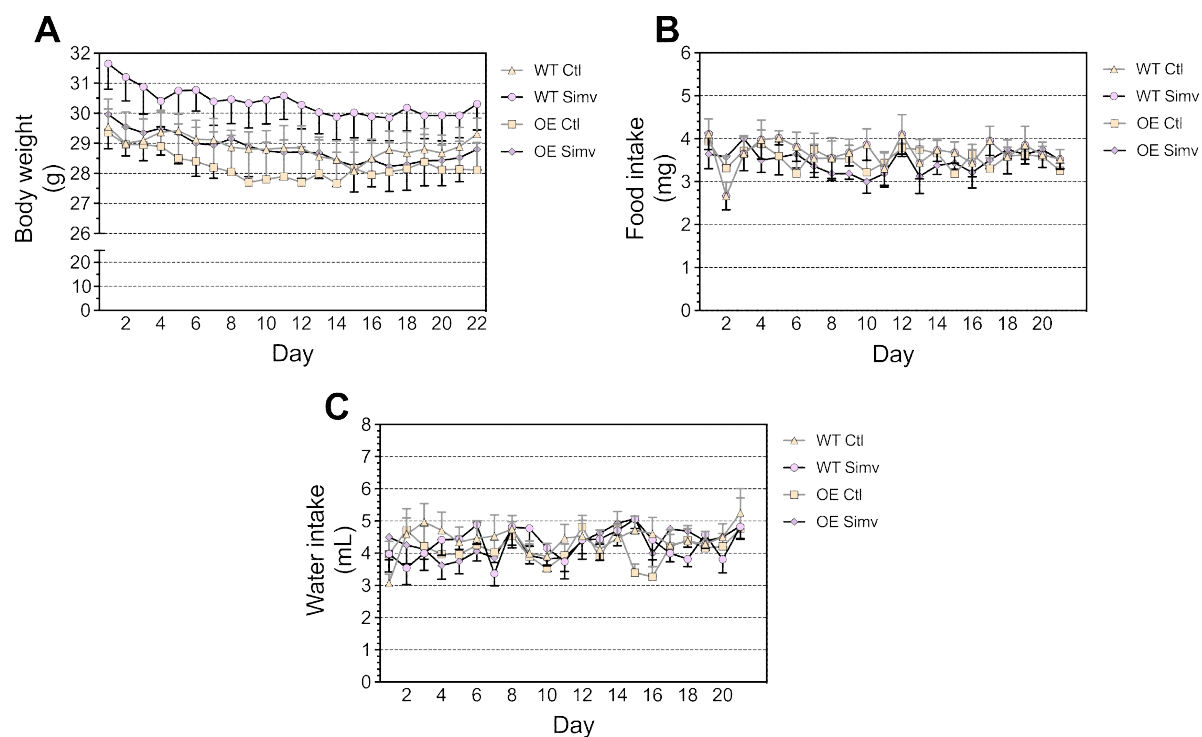 A
Body weight
(g)
32
31
30
29
28
27
26
20
10
0
2 4 6 8 10 12 14 16 18 20 22
Day
WT Ctl
WT Simv
OE Ctl
OE Simv
B
Food intake
(mg)
6
5
4
3
2
1
0
2 4 6 8 10 12 14 16 18 20
Day
WT Ctl
WT Simv
OE Ctl
OE Simv
C
Water intake
(mL)
8
7
6
5
4
3
2
1
0
2 4 6 8 10 12 14 16 18 20
Day
WT Ctl
WT Simv
OE Ctl
OE Simv